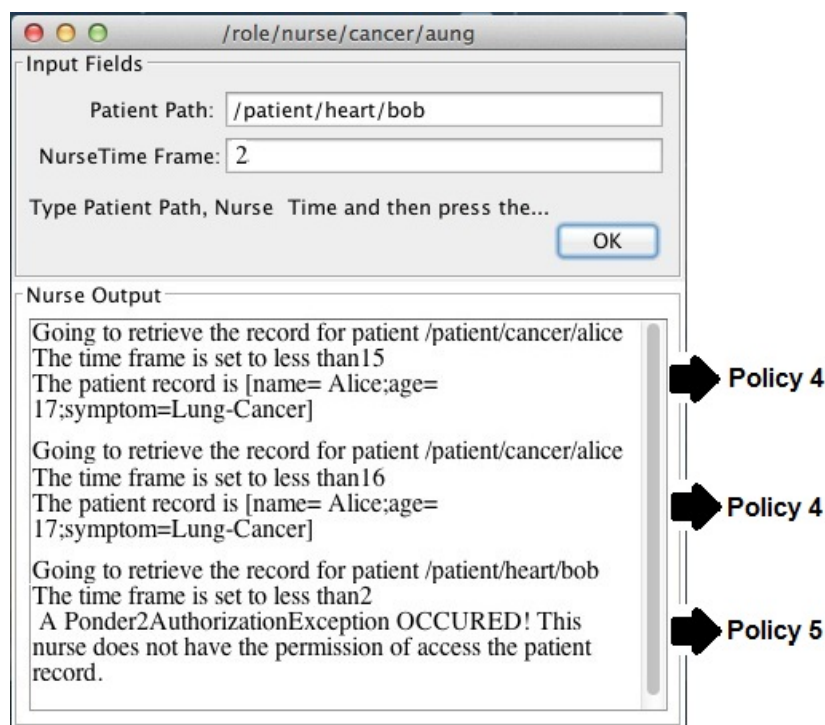 /role/nurse/cancer/aung
Input Fields
Patient Path: /patient/heart/bob
NurseTime Frame: 2
Type Patient Path, Nurse Time and then press the...
OK
Nurse Output
Going to retrieve the record for patient /patient/cancer/alice
The time frame is set to less than15
The patient record is [name= Alice;age=
17;symptom=Lung-Cancer]
Policy 4
Going to retrieve the record for patient /patient/cancer/alice
The time frame is set to less than16
The patient record is [name= Alice;age=
17;symptom=Lung-Cancer]
Policy 4
Going to retrieve the record for patient /patient/heart/bob
The time frame is set to less than2
A Ponder2AuthorizationException OCCURED! This
nurse does not have the permission of access the patient
record.
Policy 5